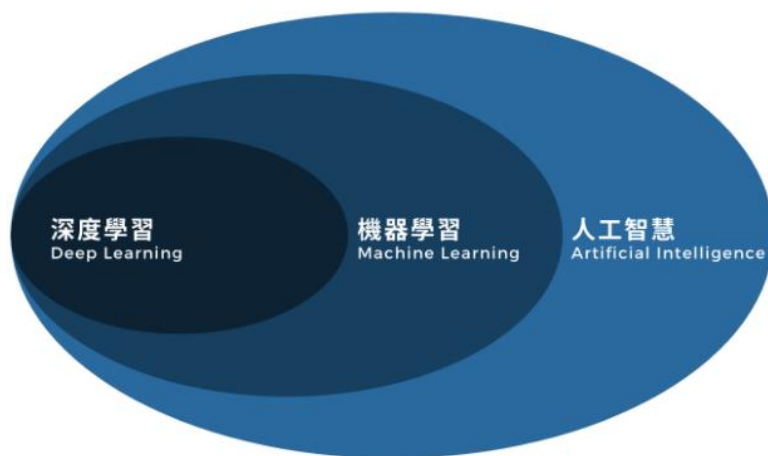 深度學習
Deep Learning
機器學習
Machine Learning
人工智慧
Artificial Intelligence